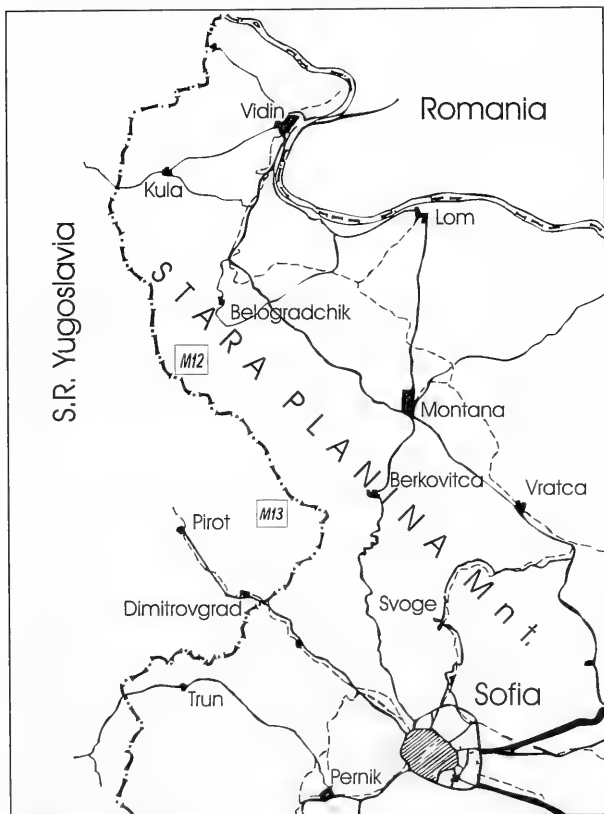 Vidin
Romania
Kula
Lom
S.R. Yugoslavia
STARA PLANINA Mnt.
Belogradchik
M12
Montana
Berkovitca
Vratca
M13
Pirot
Dimitrovgrad
Svoge
Trun
Sofia
Pernik